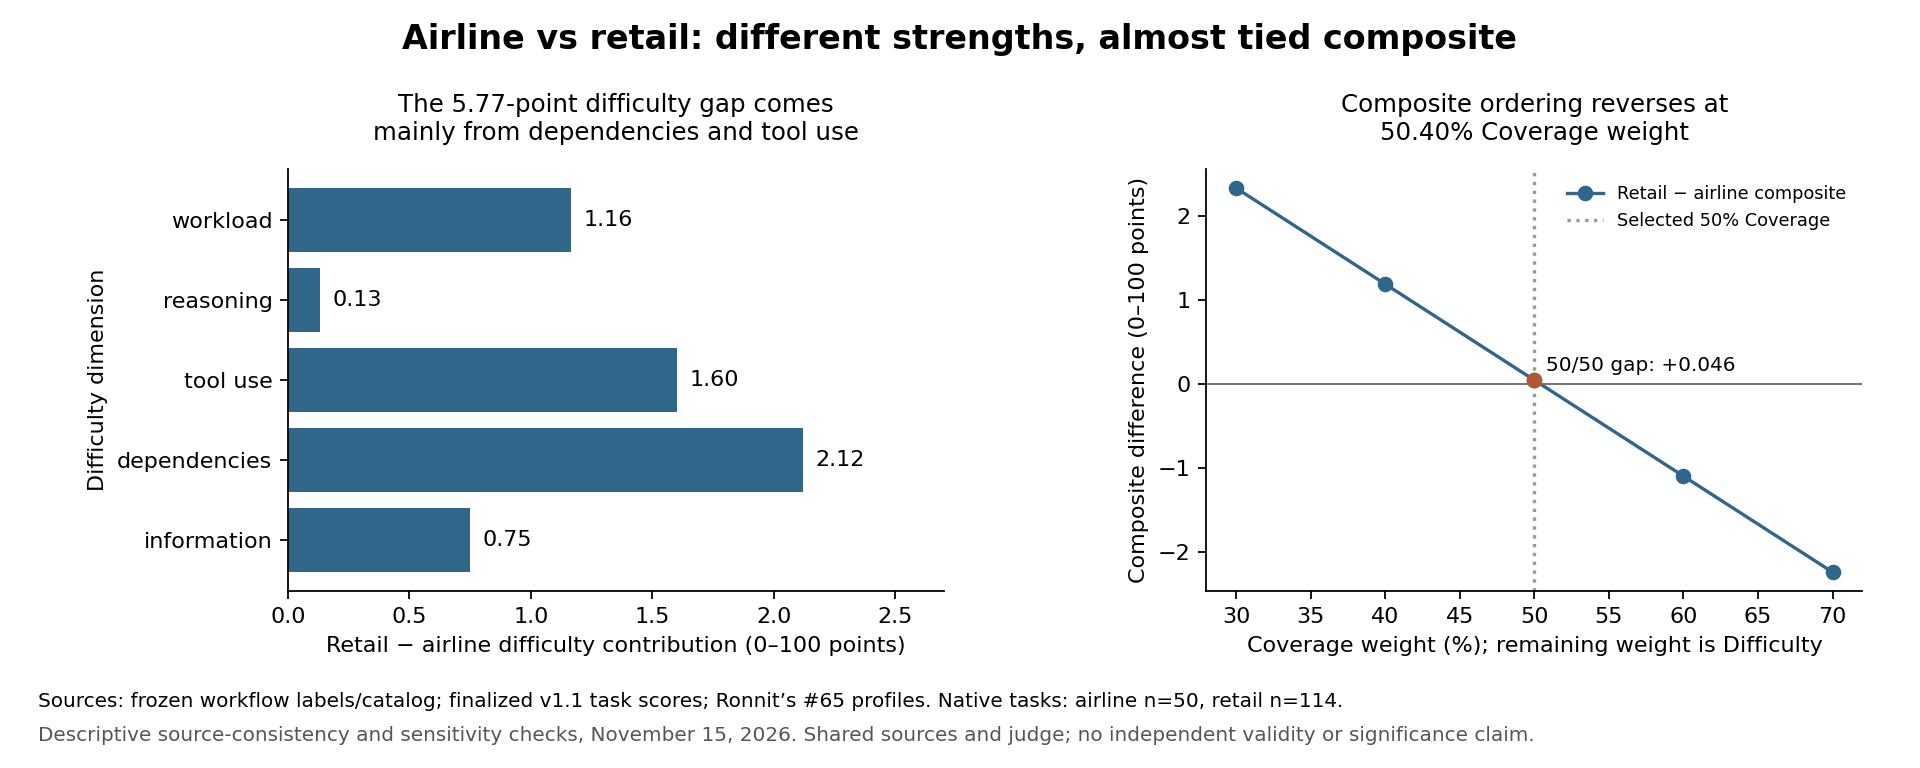 Airline vs retail: different strengths, almost tied composite
The 5.77-point difficulty gap comes
mainly from dependencies and tool use
Difficulty dimension
workload
1.16
reasoning
0.13
tool use
1.60
dependencies
2.12
information
0.75
0.0 0.5 1.0 1.5 2.0 2.5
Retail − airline difficulty contribution (0–100 points)
Composite ordering reverses at
50.40% Coverage weight
Composite difference (0–100 points)
2
1
0
−1
−2
Retail − airline composite
Selected 50% Coverage
50/50 gap: +0.046
30 35 40 45 50 55 60 65 70
Coverage weight (%); remaining weight is Difficulty
Sources: frozen workflow labels/catalog; finalized v1.1 task scores; Ronnit’s #65 profiles. Native tasks: airline n=50, retail n=114.
Descriptive source-consistency and sensitivity checks, November 15, 2026. Shared sources and judge; no independent validity or significance claim.